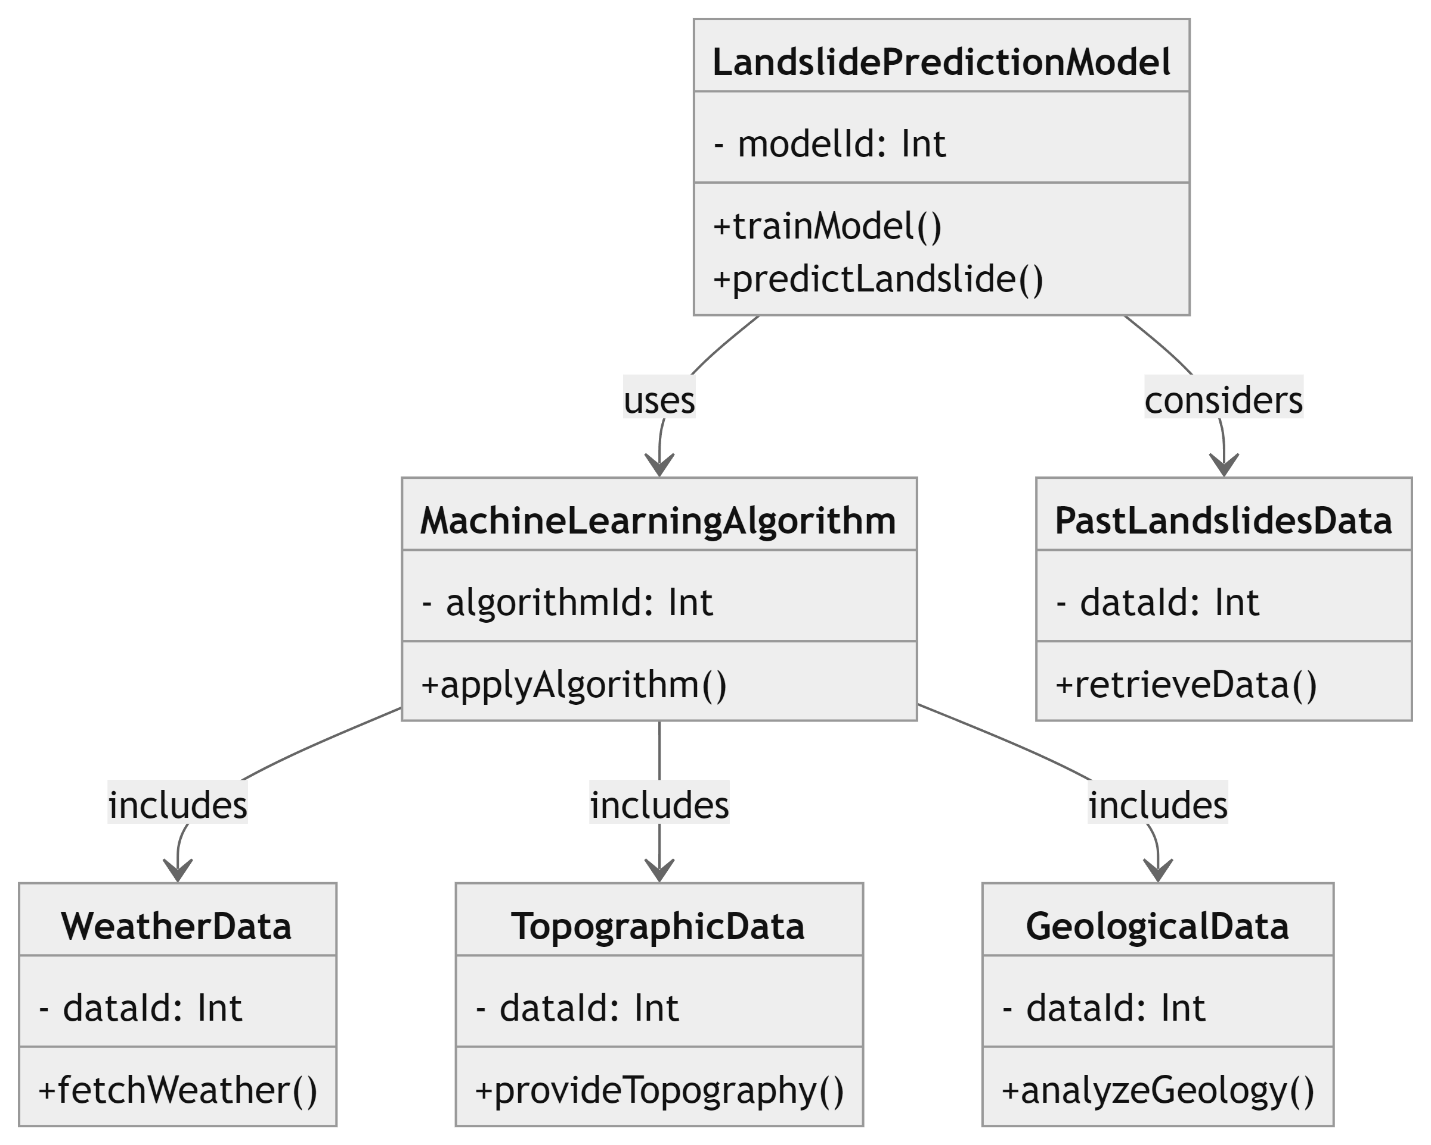 LandslidePredictionModel
- modelId: Int
+trainModel()
+predictLandslide()
uses
considers
MachineLearningAlgorithm
- algorithmId: Int
+applyAlgorithm()
PastLandslidesData
- dataId: Int
+retrieveData()
includes
includes
includes
WeatherData
- dataId: Int
+fetchWeather()
TopographicData
- dataId: Int
+provideTopography()
GeologicalData
- dataId: Int
+analyzeGeology()